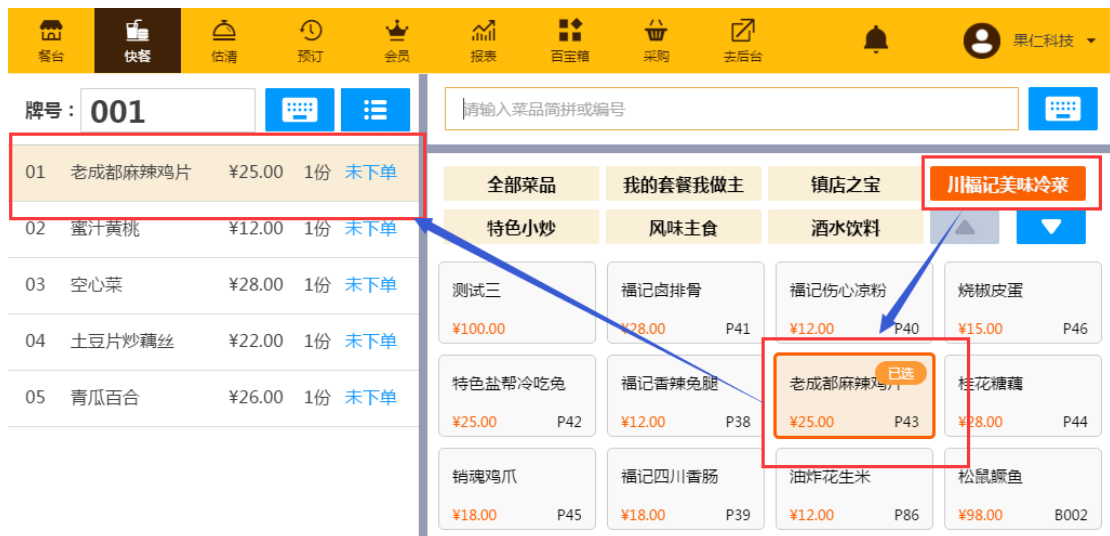 餐台 快餐 估清 预订 会员 报表 百宝箱 采购 去后台 果仁科技
牌号： 001
请输入菜品简拼或编号
01 老成都麻辣鸡片 ¥25.00 1份 未下单
02 蜜汁黄桃 ¥12.00 1份 未下单
03 空心菜 ¥28.00 1份 未下单
04 土豆片炒藕丝 ¥22.00 1份 未下单
05 青瓜百合 ¥26.00 1份 未下单
全部菜品 我的套餐我做主 镇店之宝 川福记美味冷菜
特色小炒 风味主食 酒水饮料
测试三 福记卤排骨 福记伤心凉粉 烧椒皮蛋
¥100.00 ¥28.00 P41 ¥12.00 P40 ¥15.00 P46
已选
特色盐帮冷吃兔 福记香辣兔腿 老成都麻辣鸡片 桂花糖藕
¥25.00 P42 ¥12.00 P38 ¥25.00 P43 ¥28.00 P44
销魂鸡爪 福记四川香肠 油炸花生米 松鼠鳜鱼
¥18.00 P45 ¥18.00 P39 ¥12.00 P86 ¥98.00 B002